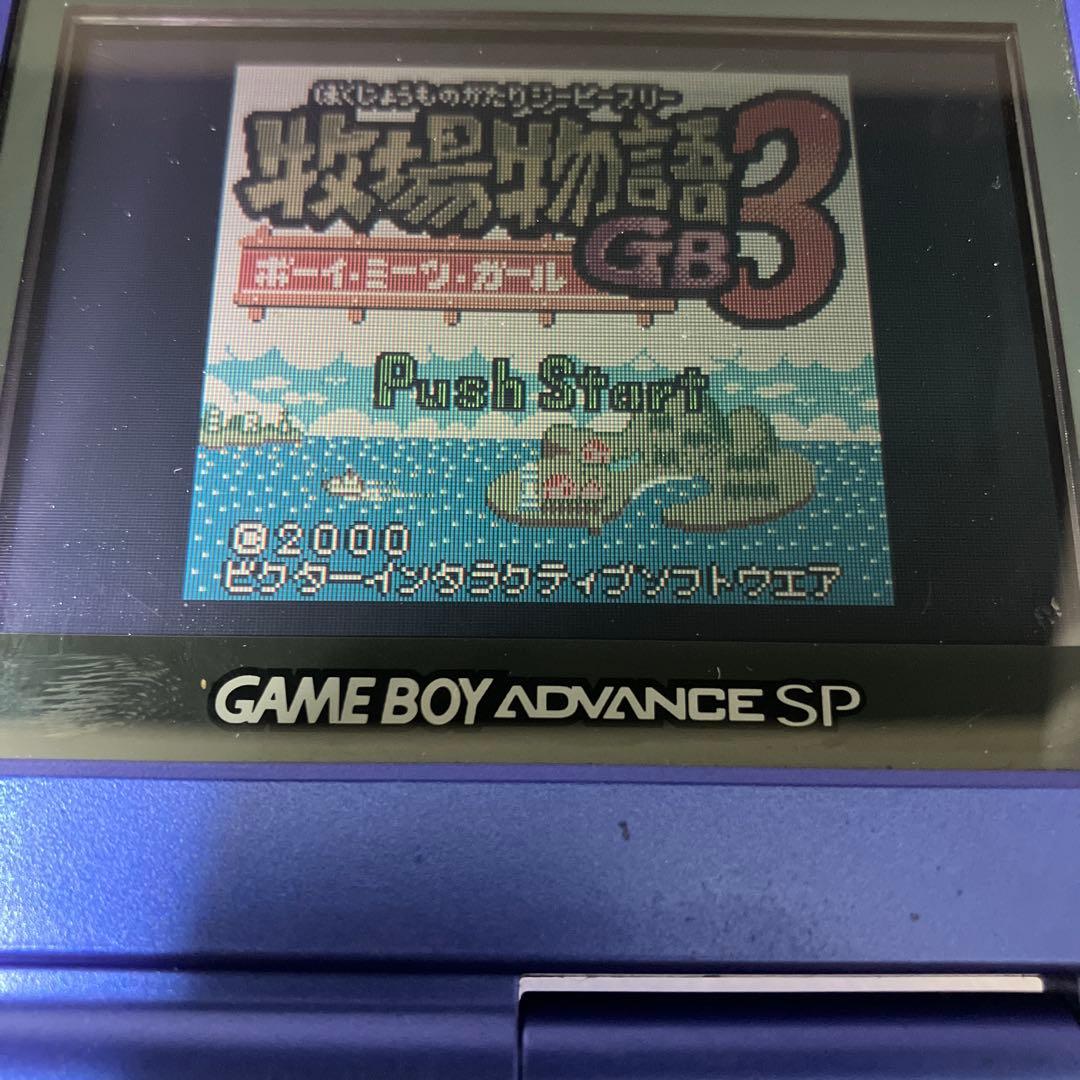 ぼくじょうものがたりジービースリー
牧場物語GB3
ボーイ・ミーツ・ガール
Push Start
©2000
ビクターインタラクティブソフトウエア
GAME BOY ADVANCE SP